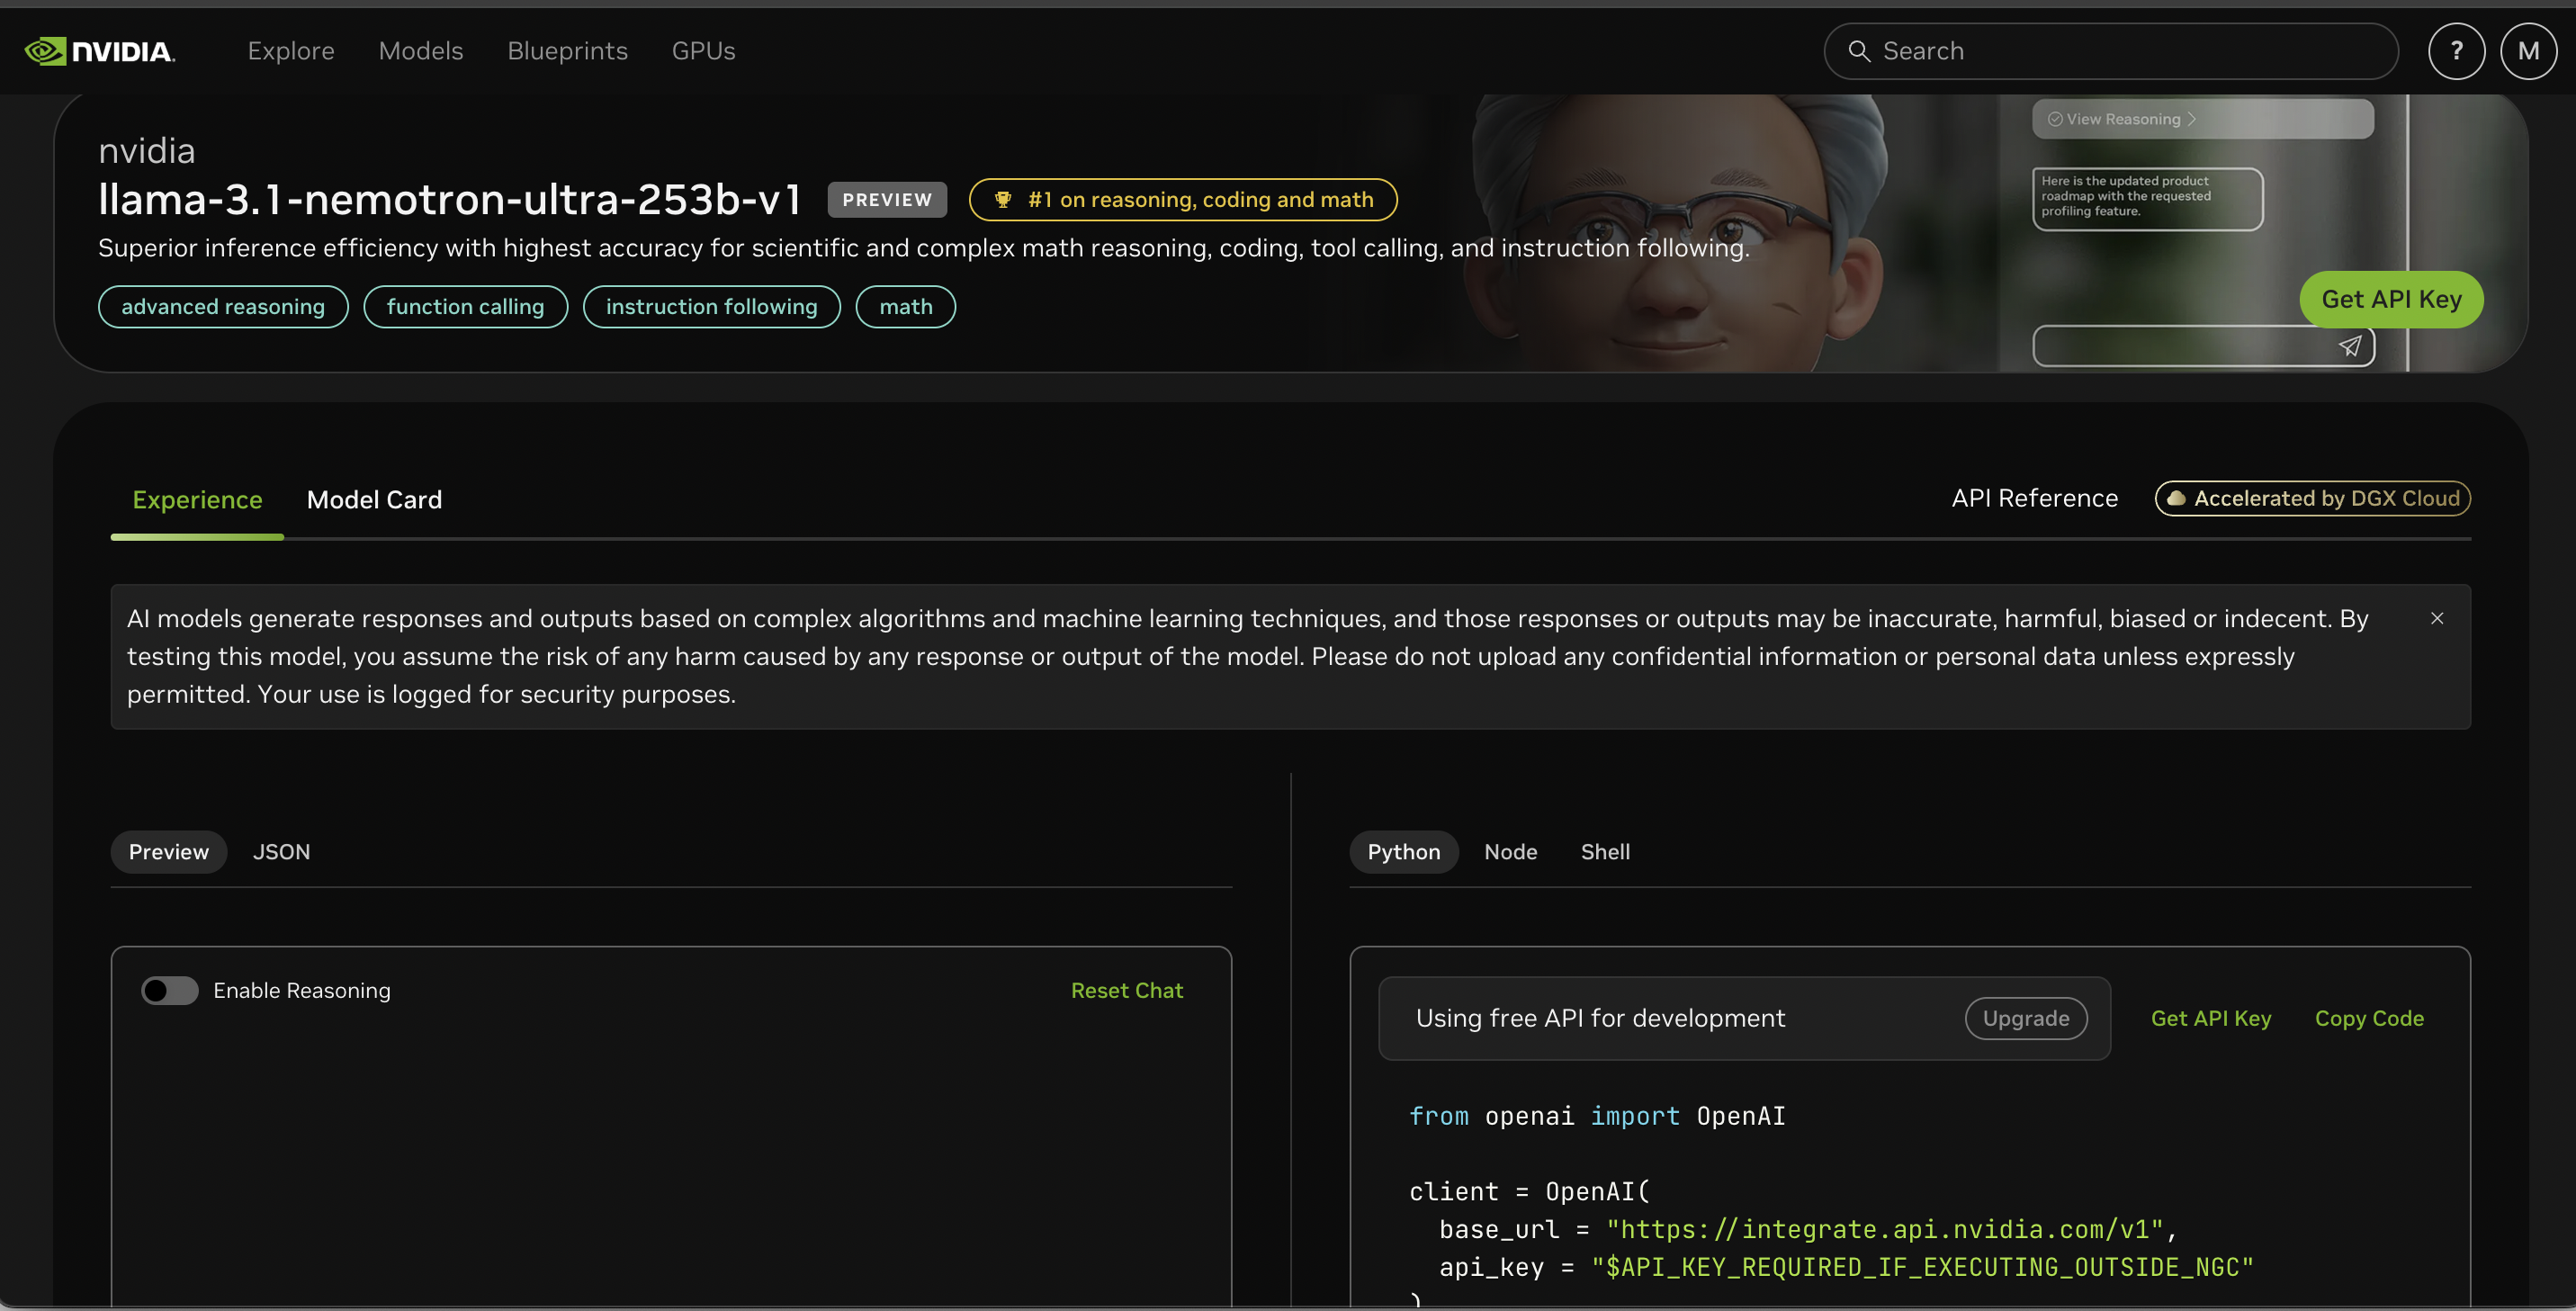 NVIDIA.
Explore
Models
Blueprints
GPUs
Search
?
M
nvidia
llama-3.1-nemotron-ultra-253b-v1
PREVIEW
#1 on reasoning, coding and math
Superior inference efficiency with highest accuracy for scientific and complex math reasoning, coding, tool calling, and instruction following.
advanced reasoning
function calling
instruction following
math
View Reasoning >
Here is the updated product
roadmap with the requested
profiling feature.
Get API Key
Experience
Model Card
API Reference
Accelerated by DGX Cloud
AI models generate responses and outputs based on complex algorithms and machine learning techniques, and those responses or outputs may be inaccurate, harmful, biased or indecent. By
testing this model, you assume the risk of any harm caused by any response or output of the model. Please do not upload any confidential information or personal data unless expressly
permitted. Your use is logged for security purposes.
Preview
JSON
Enable Reasoning
Reset Chat
Python
Node
Shell
Using free API for development
Upgrade
Get API Key
Copy Code
from openai import OpenAI
client = OpenAI(
base_url = "https://integrate.api.nvidia.com/v1",
api_key = "$API_KEY_REQUIRED_IF_EXECUTING_OUTSIDE_NGC"
)